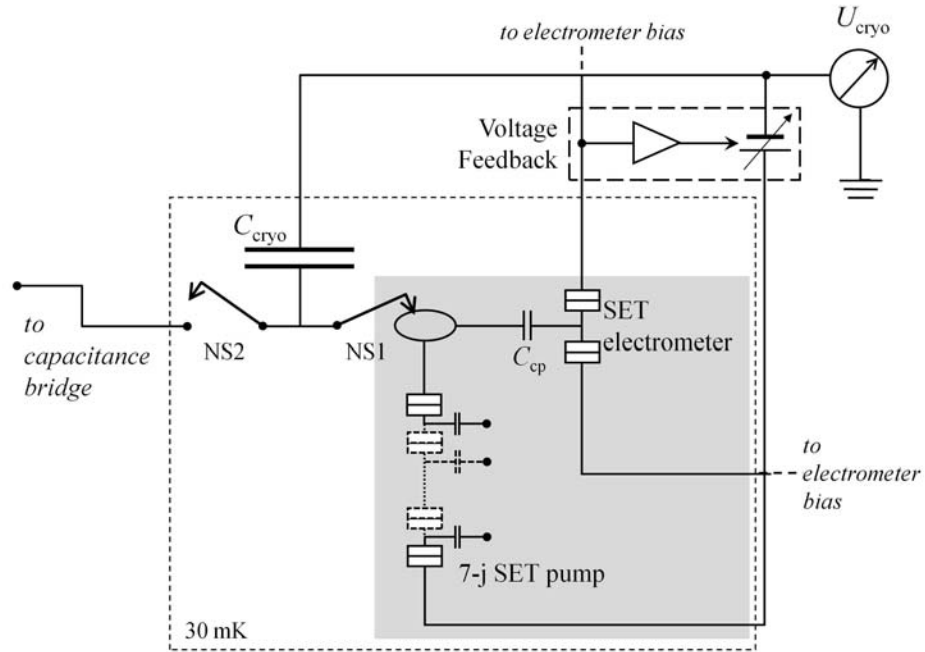 U_cryo
to electrometer bias
Voltage
Feedback
C_cryo
SET
electrometer
to
capacitance
bridge
NS2
NS1
C_cp
to
electrometer
bias
7-j SET pump
30 mK